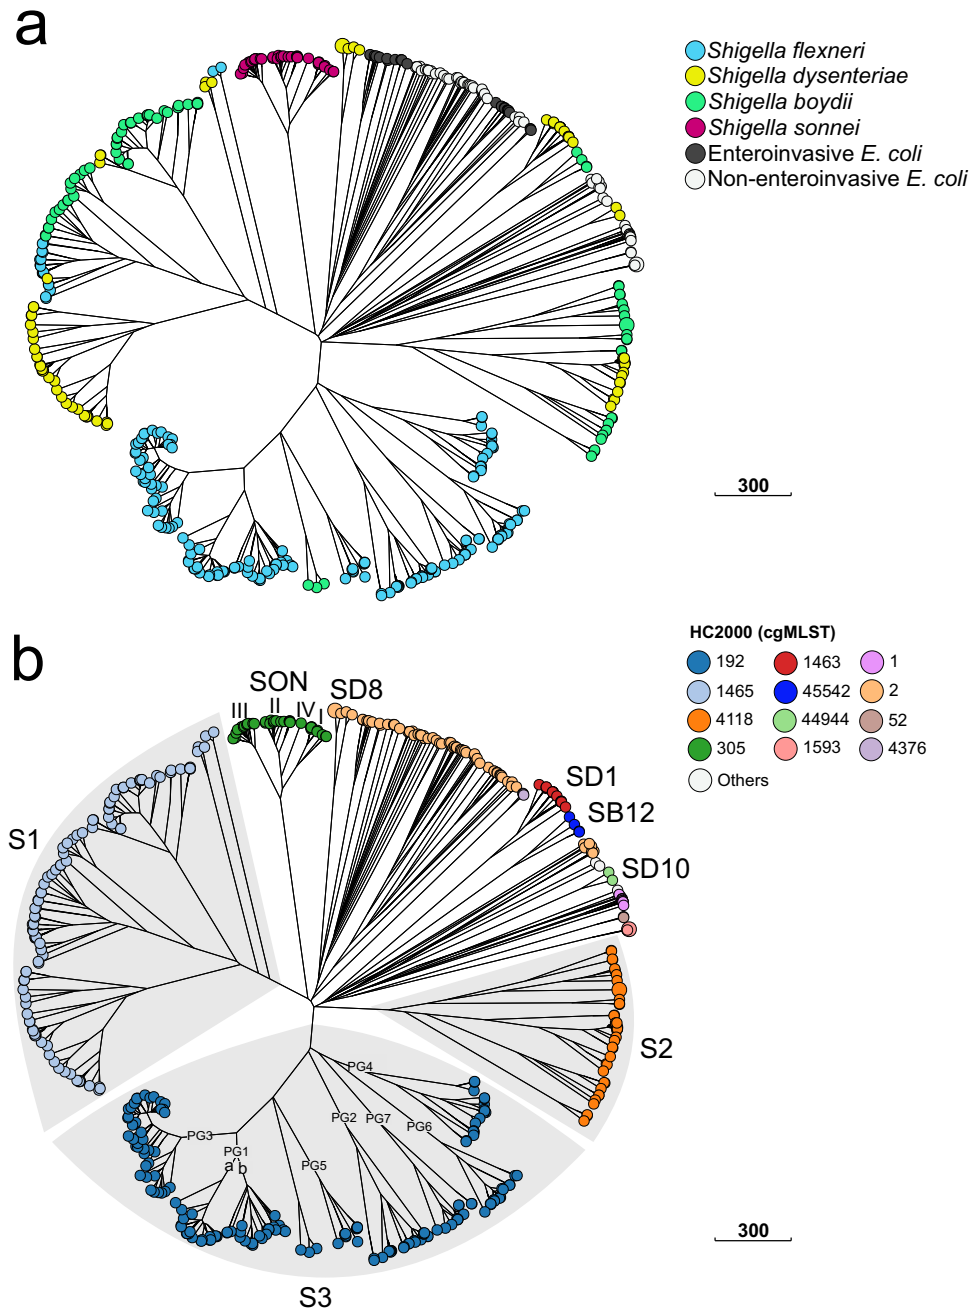 a
Shigella flexneri
Shigella dysenteriae
Shigella boydii
Shigella sonnei
Enteroinvasive E. coli
Non-enteroinvasive E. coli
300
b
HC2000 (cgMLST)
192
1463
1
1465
45542
2
4118
44944
52
305
1593
4376
Others
SON
SD8
III
II
IV
I
SD1
SB12
S1
SD10
S2
PG4
PG2
PG7
PG6
PG3
PG1
a
b
PG5
300
S3